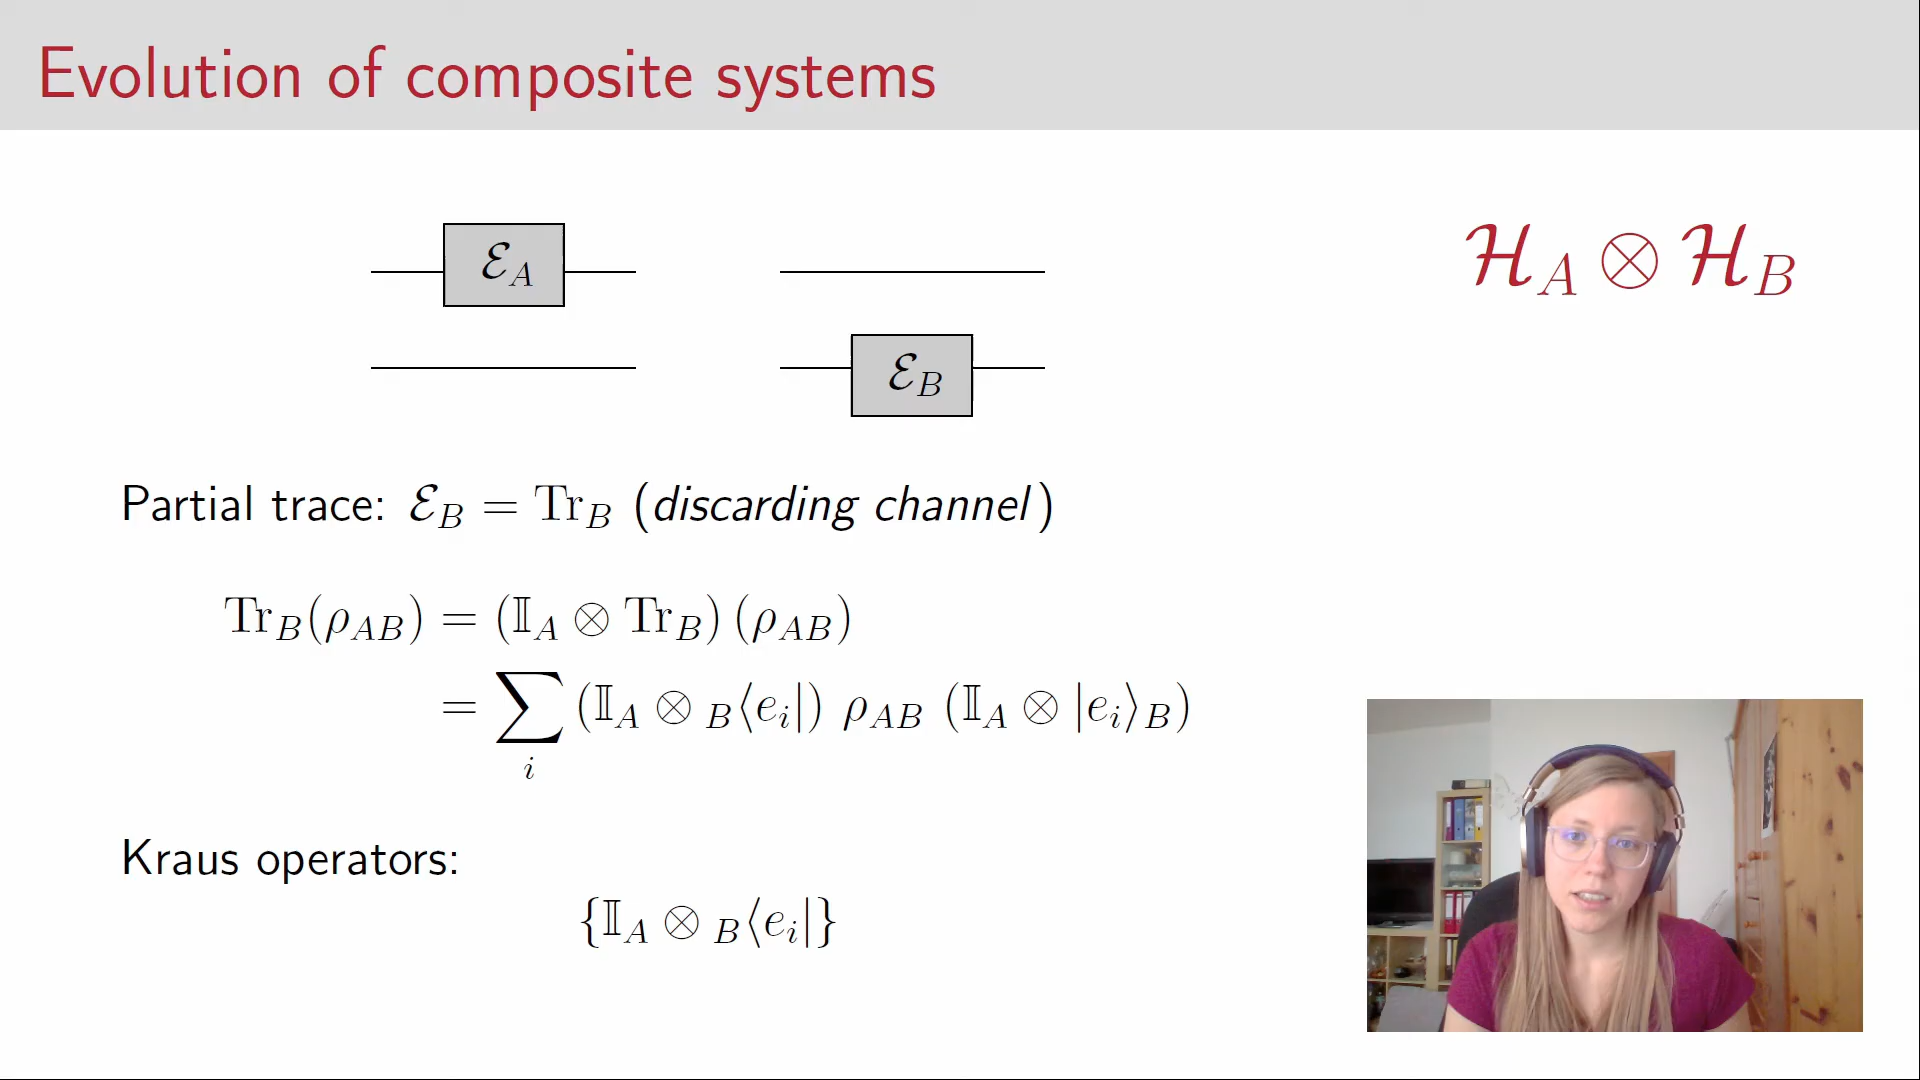 Evolution of composite systems
ℰ_A
ℋ_A ⊗ ℋ_B
ℰ_B
Partial trace: ℰ_B = Tr_B (discarding channel)
Tr_B(ρ_AB) = (𝕀_A ⊗ Tr_B) (ρ_AB)
= ∑_i (𝕀_A ⊗ _B⟨e_i|) ρ_AB (𝕀_A ⊗ |e_i⟩_B)
Kraus operators:
{𝕀_A ⊗ _B⟨e_i|}